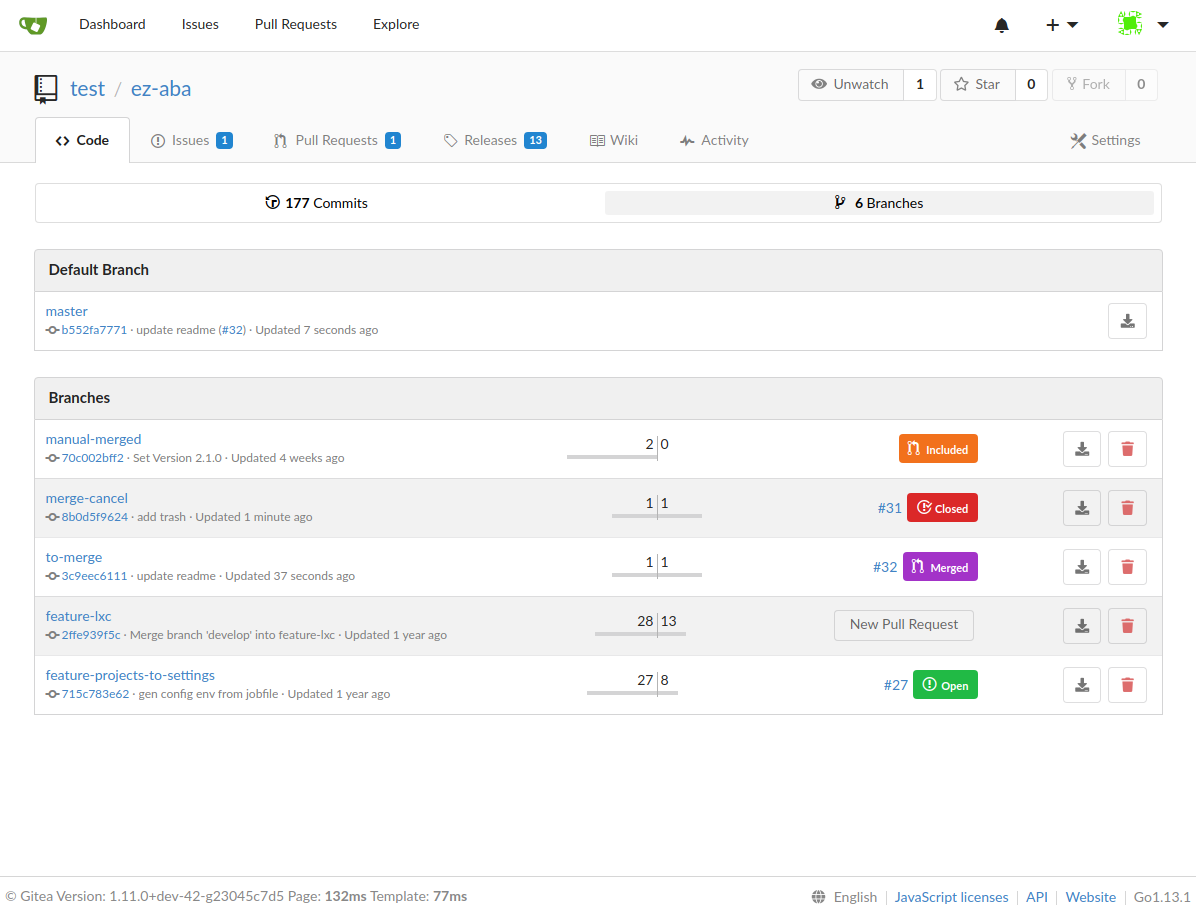 Dashboard Issues Pull Requests Explore
test / ez-aba Unwatch 1 Star 0 Fork 0
Code Issues 1 Pull Requests 1 Releases 13 Wiki Activity Settings
177 Commits 6 Branches
Default Branch
master
b552fa7771 · update readme (#32) · Updated 7 seconds ago
Branches
manual-merged
70c002bff2 · Set Version 2.1.0 · Updated 4 weeks ago
2 0
Included
merge-cancel
8b0d5f9624 · add trash · Updated 1 minute ago
1 1
#31 Closed
to-merge
3c9eec6111 · update readme · Updated 37 seconds ago
1 1
#32 Merged
feature-lxc
2ffe939f5c · Merge branch 'develop' into feature-lxc · Updated 1 year ago
28 13
New Pull Request
feature-projects-to-settings
715c783e62 · gen config env from jobfile · Updated 1 year ago
27 8
#27 Open
© Gitea Version: 1.11.0+dev-42-g23045c7d5 Page: 132ms Template: 77ms English JavaScript licenses API Website Go1.13.1